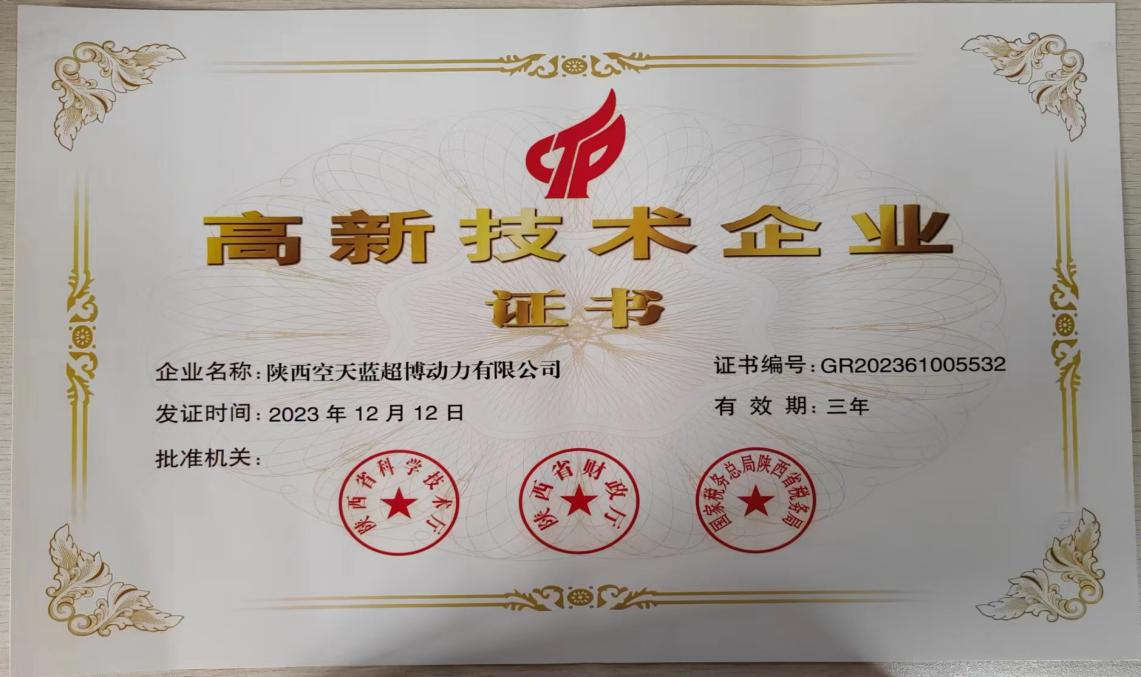 CTP
高新技术企业
证书
企业名称：陕西空天蓝超博动力有限公司
证书编号：GR202361005532
发证时间：2023 年 12 月 12 日
有 效 期：三年
批准机关：
陕西省科学技术厅
陕西省财政厅
国家税务总局陕西省税务局